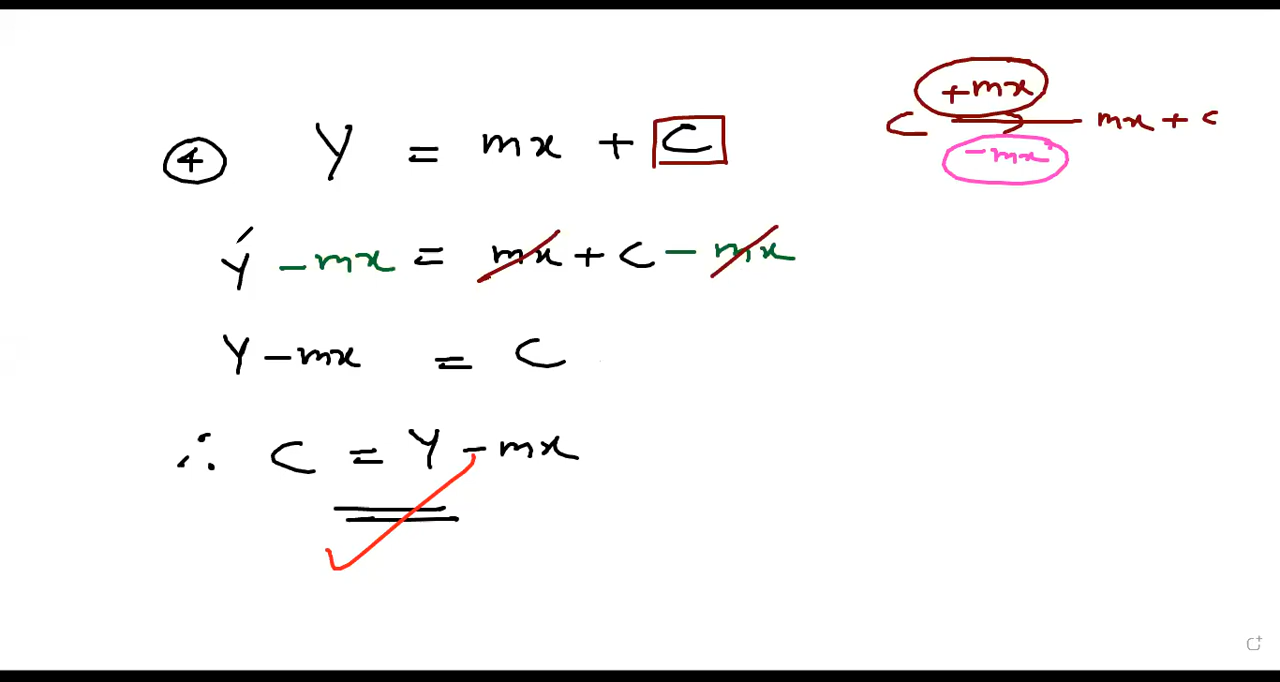 ④ Y = mx + C
Y - mx = mx + C - mx
Y - mx = C
∴ C = Y - mx
+mx
C mx + c
-mx